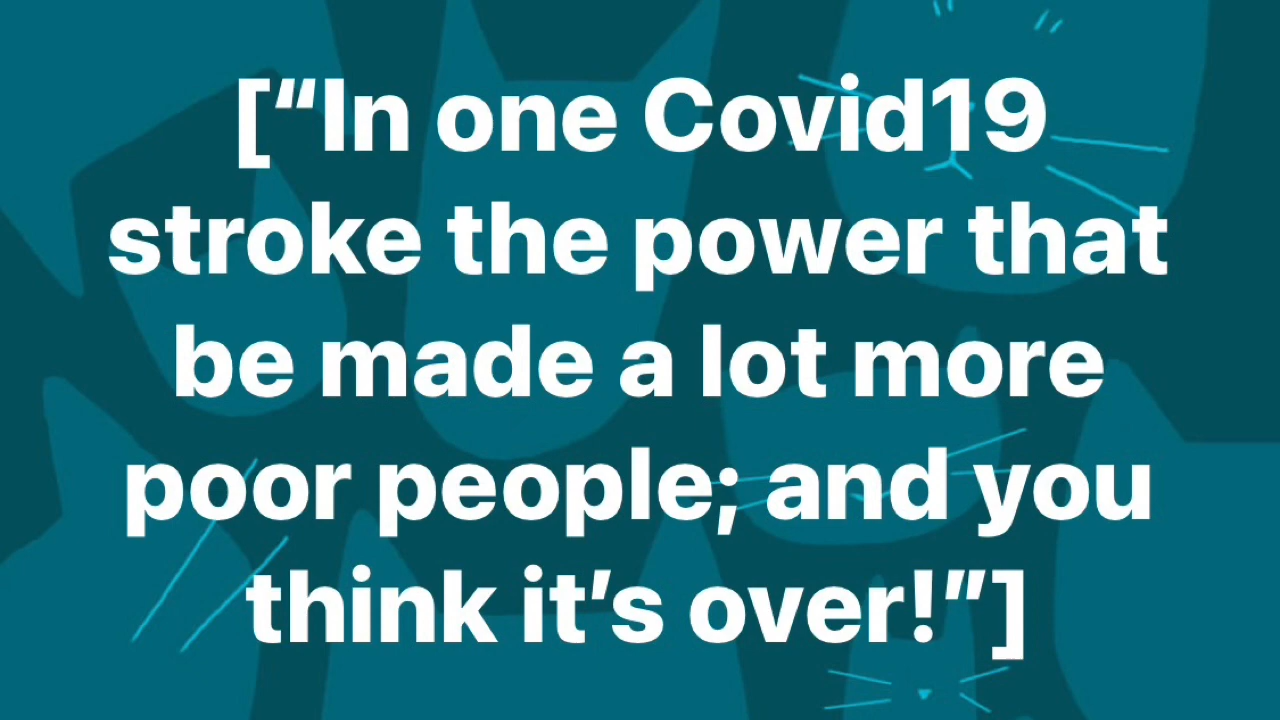 [“In one Covid19
stroke the power that
be made a lot more
poor people; and you
think it’s over!”]